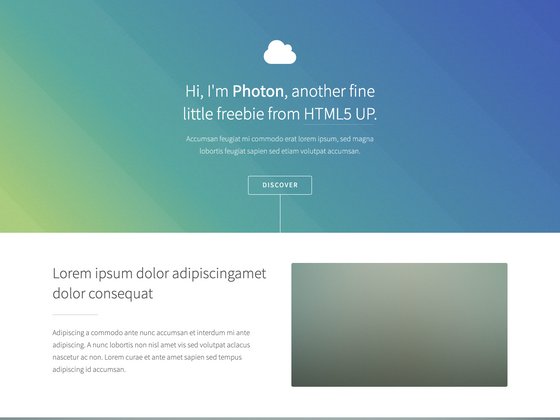 Hi, I'm Photon, another fine
little freebie from HTML5 UP.
Accumsan feugiat mi commodo erat lorem ipsum, sed magna
lobortis feugiat sapien sed etiam volutpat accumsan.
DISCOVER
Lorem ipsum dolor adipiscingamet
dolor consequat
Adipiscing a commodo ante nunc accumsan et interdum mi ante
adipiscing. A nunc lobortis non nisl amet vis sed volutpat aclacus
nascetur ac non. Lorem curae et ante amet sapien sed tempus
adipiscing id accumsan.